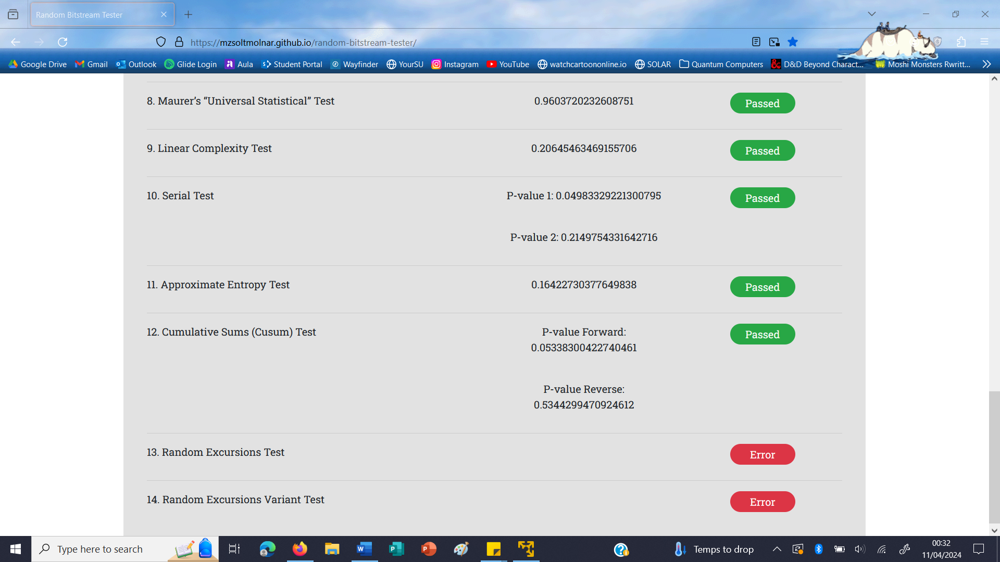 Random Bitstream Tester
https://mzsoltmolnar.github.io/random-bitstream-tester/
Google Drive Gmail Outlook Glide Login Aula Student Portal Wayfinder YourSU Instagram YouTube watchcartoononline.io SOLAR Quantum Computers D&D Beyond Charact... Moshi Monsters Rwritt...
8. Maurer’s “Universal Statistical” Test 0.9603720232608751 Passed
9. Linear Complexity Test 0.20645463469155706 Passed
10. Serial Test P-value 1: 0.04983329221300795 Passed
P-value 2: 0.2149754331642716
11. Approximate Entropy Test 0.16422730377649838 Passed
12. Cumulative Sums (Cusum) Test P-value Forward: Passed
0.05338300422740461
P-value Reverse:
0.5344299470924612
13. Random Excursions Test Error
14. Random Excursions Variant Test Error
Type here to search Temps to drop 00:32
11/04/2024